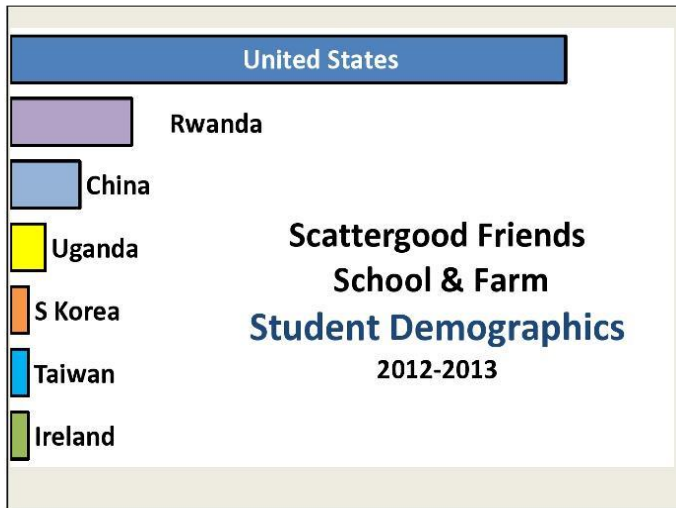 United States
Rwanda
China
Uganda
S Korea
Taiwan
Ireland
Scattergood Friends
School & Farm
Student Demographics
2012-2013